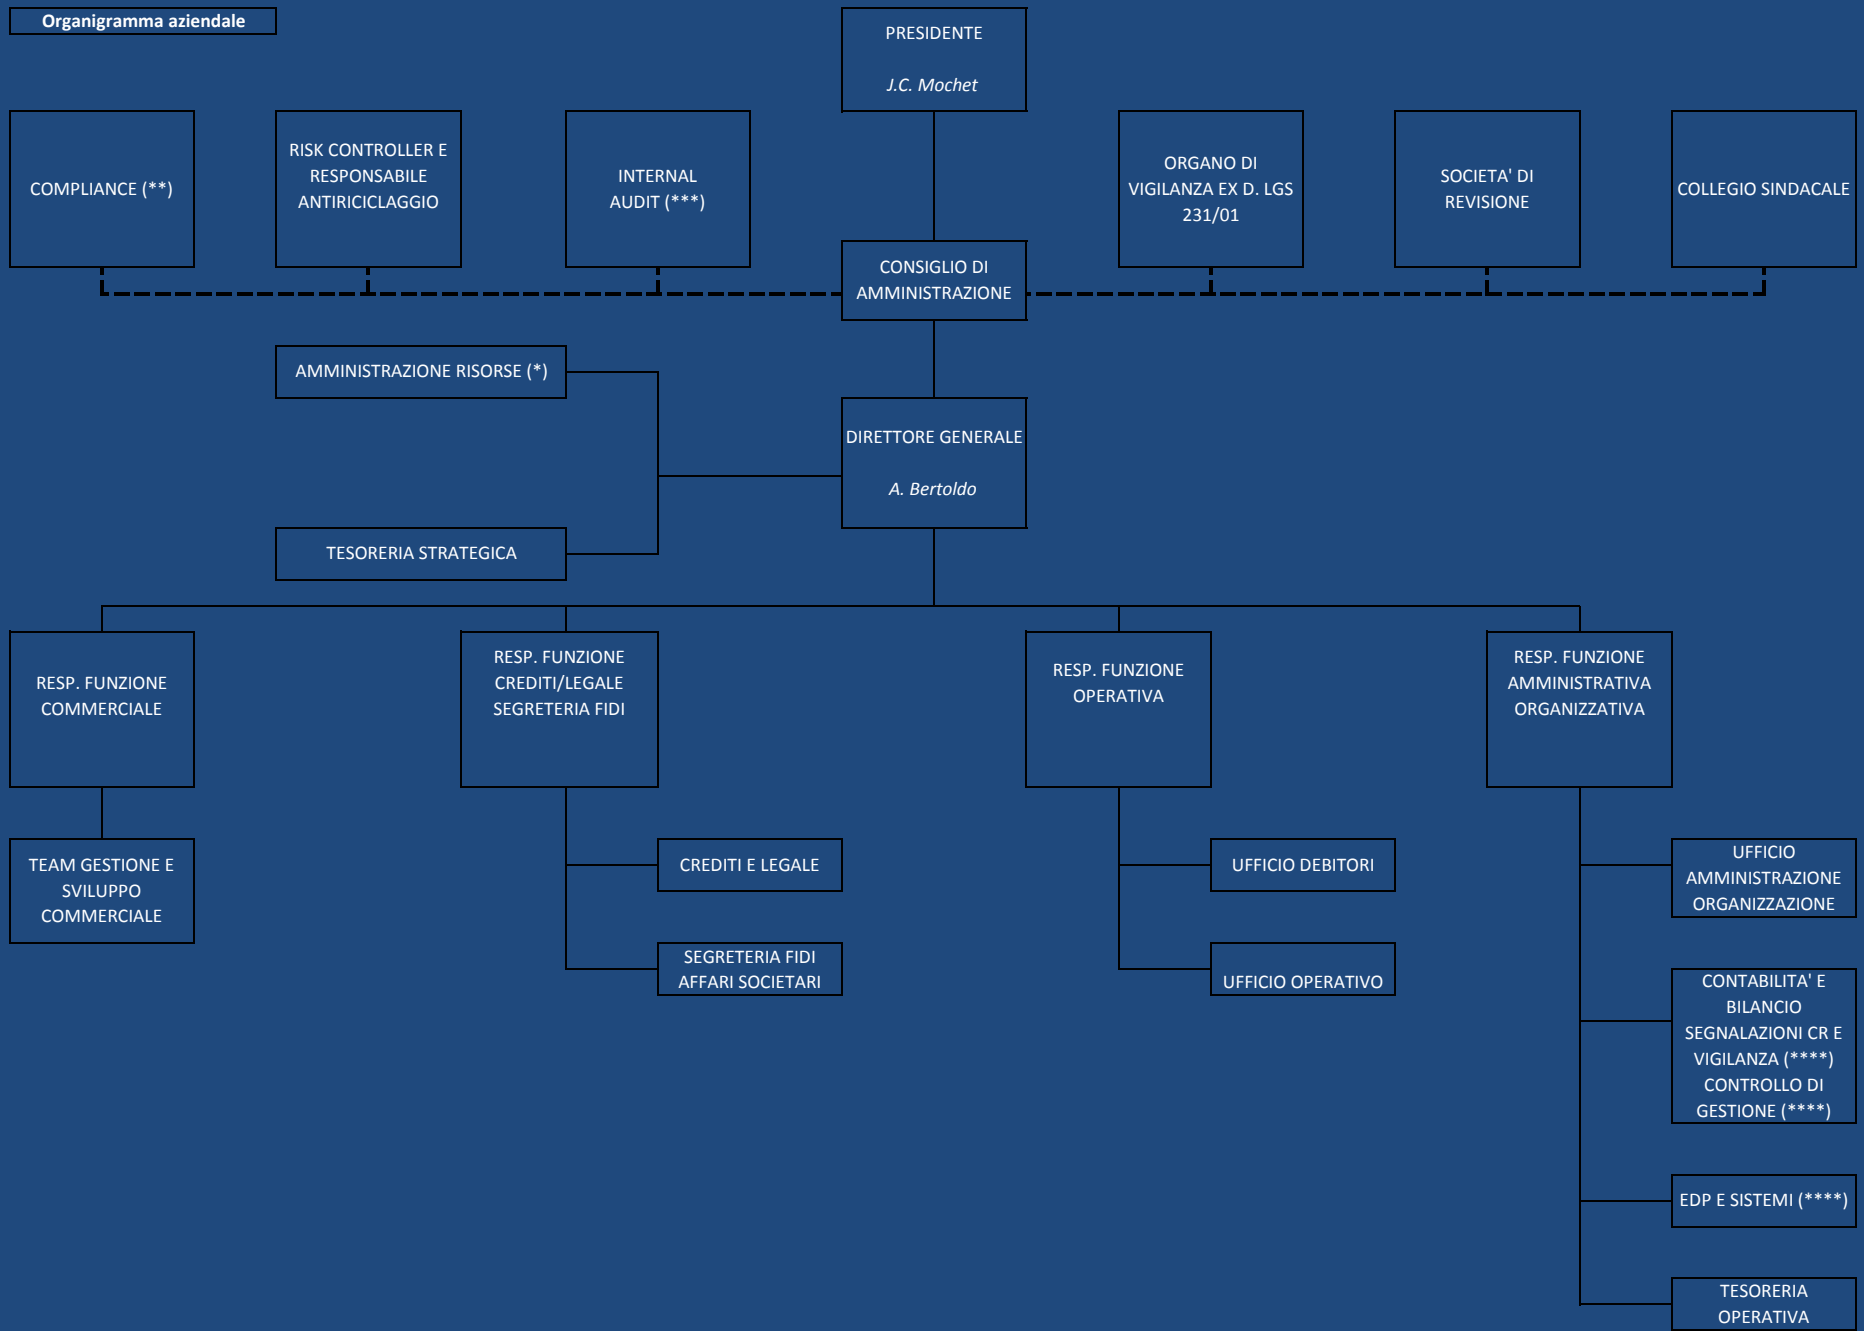 Organigramma aziendale
PRESIDENTE
J.C. Mochet
COMPLIANCE (**)
RISK CONTROLLER E
RESPONSABILE
ANTIRICICLAGGIO
INTERNAL
AUDIT (***)
ORGANO DI
VIGILANZA EX D. LGS
231/01
SOCIETA' DI
REVISIONE
COLLEGIO SINDACALE
CONSIGLIO DI
AMMINISTRAZIONE
AMMINISTRAZIONE RISORSE (*)
DIRETTORE GENERALE
A. Bertoldo
TESORERIA STRATEGICA
RESP. FUNZIONE
COMMERCIALE
RESP. FUNZIONE
CREDITI/LEGALE
SEGRETERIA FIDI
RESP. FUNZIONE
OPERATIVA
RESP. FUNZIONE
AMMINISTRATIVA
ORGANIZZATIVA
TEAM GESTIONE E
SVILUPPO
COMMERCIALE
CREDITI E LEGALE
UFFICIO DEBITORI
UFFICIO
AMMINISTRAZIONE
ORGANIZZAZIONE
SEGRETERIA FIDI
AFFARI SOCIETARI
UFFICIO OPERATIVO
CONTABILITA' E
BILANCIO
SEGNALAZIONI CR E
VIGILANZA (****)
CONTROLLO DI
GESTIONE (****)
EDP E SISTEMI (****)
TESORERIA
OPERATIVA